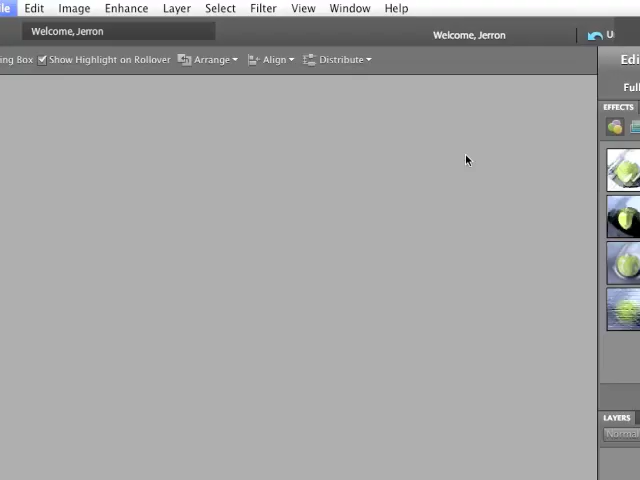 Edit Image Enhance Layer Select Filter View Window Help
Welcome, Jerron
Welcome, Jerron
Show Highlight on Rollover Arrange Align Distribute
EFFECTS
LAYERS